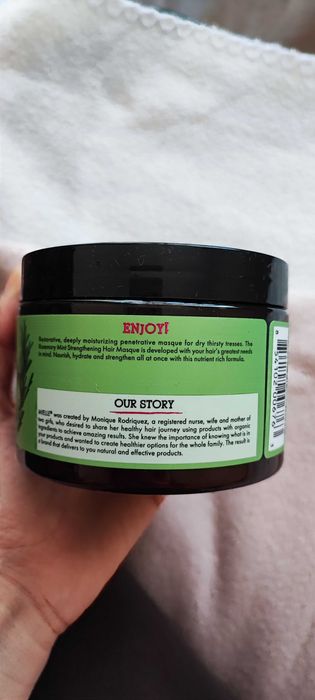 ENJOY!
Restorative, deeply moisturizing penetrative masque for dry thirsty tresses. The
Rosemary Mint Strengthening Hair Masque is developed with your hair's greatest needs
in mind. Nourish, hydrate and strengthen all at once with this nutrient rich formula.
OUR STORY
MIELLE™ was created by Monique Rodriquez, a registered nurse, wife and mother of
two girls, who desired to share her healthy hair journey using products with organic
ingredients to achieve amazing results. She knew the importance of knowing what is in
your products and wanted to create healthier options for the whole family. The result is
a brand that delivers to you natural and effective products.